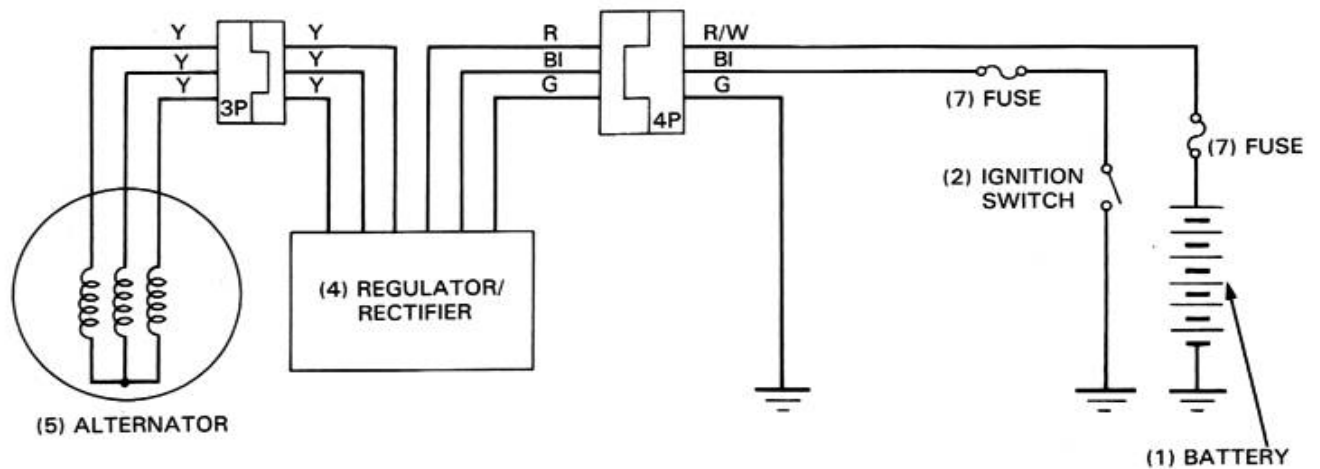 Y Y R R/W
Y Y Bl Bl
Y Y G G
3P 4P
(7) FUSE
(7) FUSE
(2) IGNITION
SWITCH
(4) REGULATOR/
RECTIFIER
(5) ALTERNATOR
(1) BATTERY